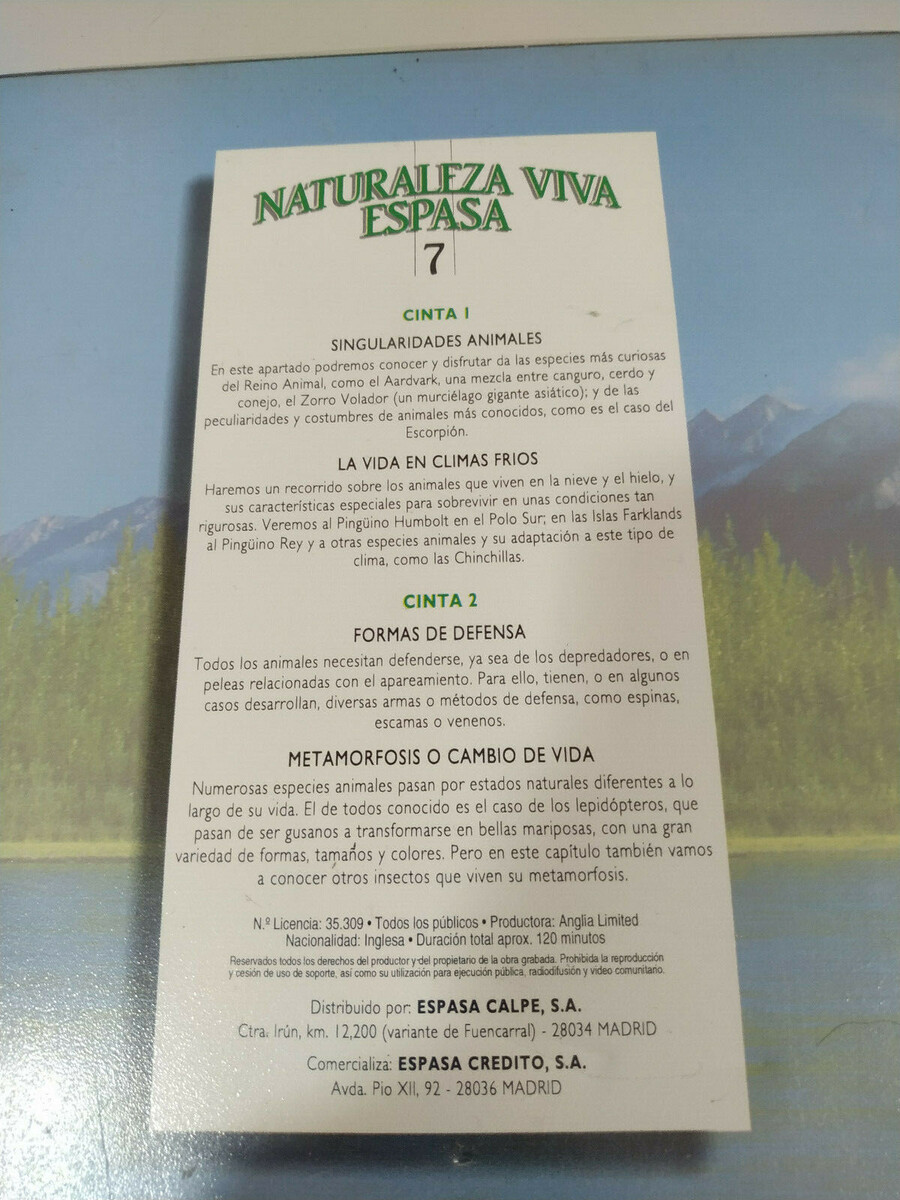 NATURALEZA VIVA
ESPASA
7
CINTA 1
SINGULARIDADES ANIMALES
En este apartado podremos conocer y disfrutar da las especies más curiosas
del Reino Animal, como el Aardvark, una mezcla entre canguro, cerdo y
conejo, el Zorro Volador (un murciélago gigante asiático); y de las
peculiaridades y costumbres de animales más conocidos, como es el caso del
Escorpión.
LA VIDA EN CLIMAS FRIOS
Haremos un recorrido sobre los animales que viven en la nieve y el hielo, y
sus características especiales para sobrevivir en unas condiciones tan
rigurosas. Veremos al Pingüino Humbolt en el Polo Sur; en las Islas Farklands
al Pingüino Rey y a otras especies animales y su adaptación a este tipo de
clima, como las Chinchillas.
CINTA 2
FORMAS DE DEFENSA
Todos los animales necesitan defenderse, ya sea de los depredadores, o en
peleas relacionadas con el apareamiento. Para ello, tienen, o en algunos
casos desarrollan, diversas armas o métodos de defensa, como espinas,
escamas o venenos.
METAMORFOSIS O CAMBIO DE VIDA
Numerosas especies animales pasan por estados naturales diferentes a lo
largo de su vida. El de todos conocido es el caso de los lepidópteros, que
pasan de ser gusanos a transformarse en bellas mariposas, con una gran
variedad de formas, tamaños y colores. Pero en este capítulo también vamos
a conocer otros insectos que viven su metamorfosis.
N.º Licencia: 35.309 • Todos los públicos • Productora: Anglia Limited
Nacionalidad: Inglesa • Duración total aprox. 120 minutos
Reservados todos los derechos del productor y del propietario de la obra grabada. Prohibida la reproducción
y cesión de uso de soporte, así como su utilización para ejecución pública, radiodifusión y video comunitario.
Distribuido por: ESPASA CALPE, S.A.
Ctra. Irún, km. 12,200 (variante de Fuencarral) - 28034 MADRID
Comercializa: ESPASA CREDITO, S.A.
Avda. Pio XII, 92 - 28036 MADRID